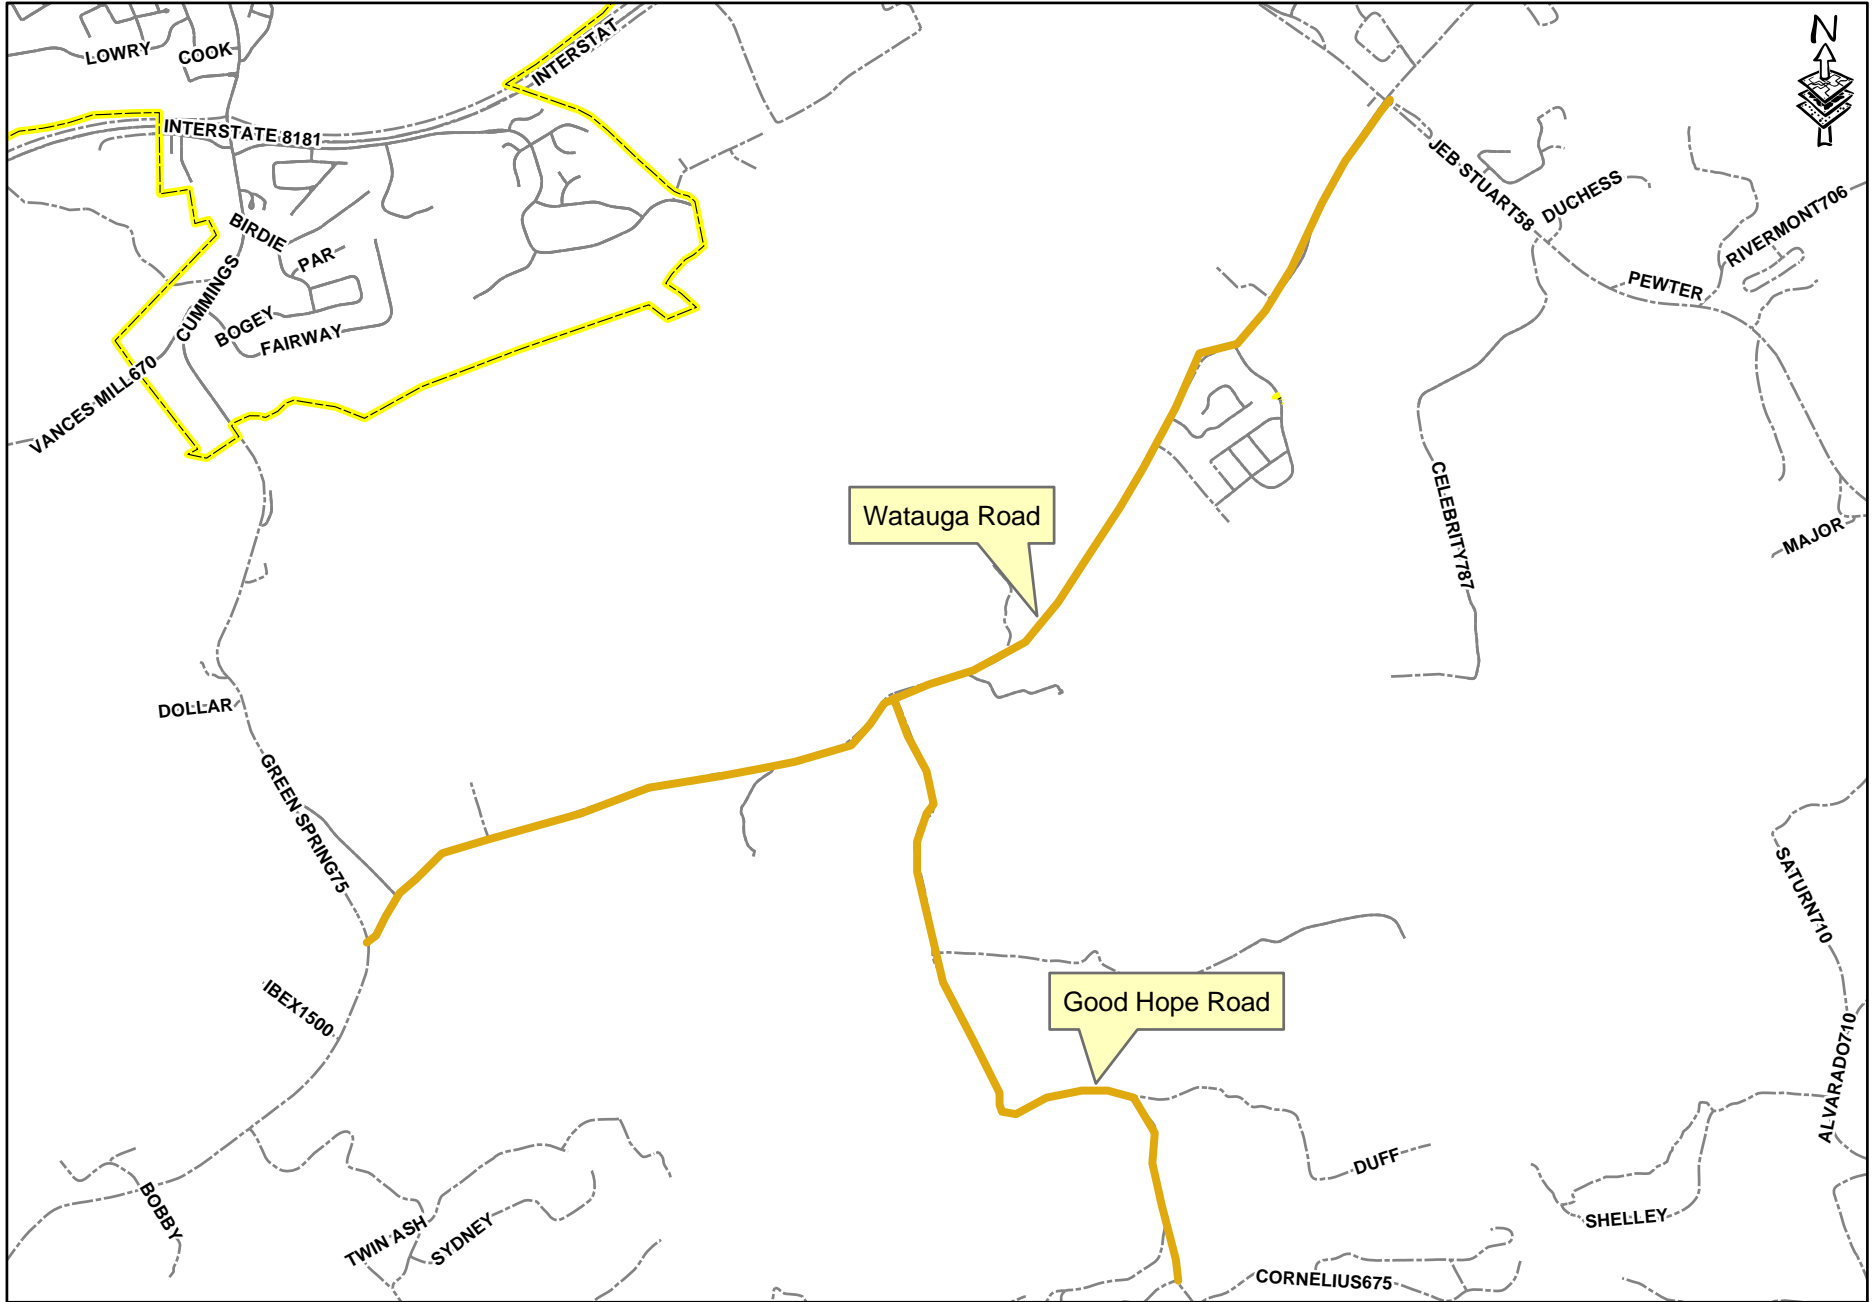 N
LOWRY
COOK
INTERSTAT
INTERSTATE 8181
JEB STUART58
DUCHESS
RIVERMONT706
BIRDIE
PAR
PEWTER
CUMMINGS
BOGEY
FAIRWAY
VANCES MILL670
Watauga Road
CELEBRITY787
MAJOR
DOLLAR
GREEN SPRING75
SATURN710
IBEX1500
Good Hope Road
ALVARADO710
DUFF
BOBBY
TWIN ASH
SYDNEY
SHELLEY
CORNELIUS675